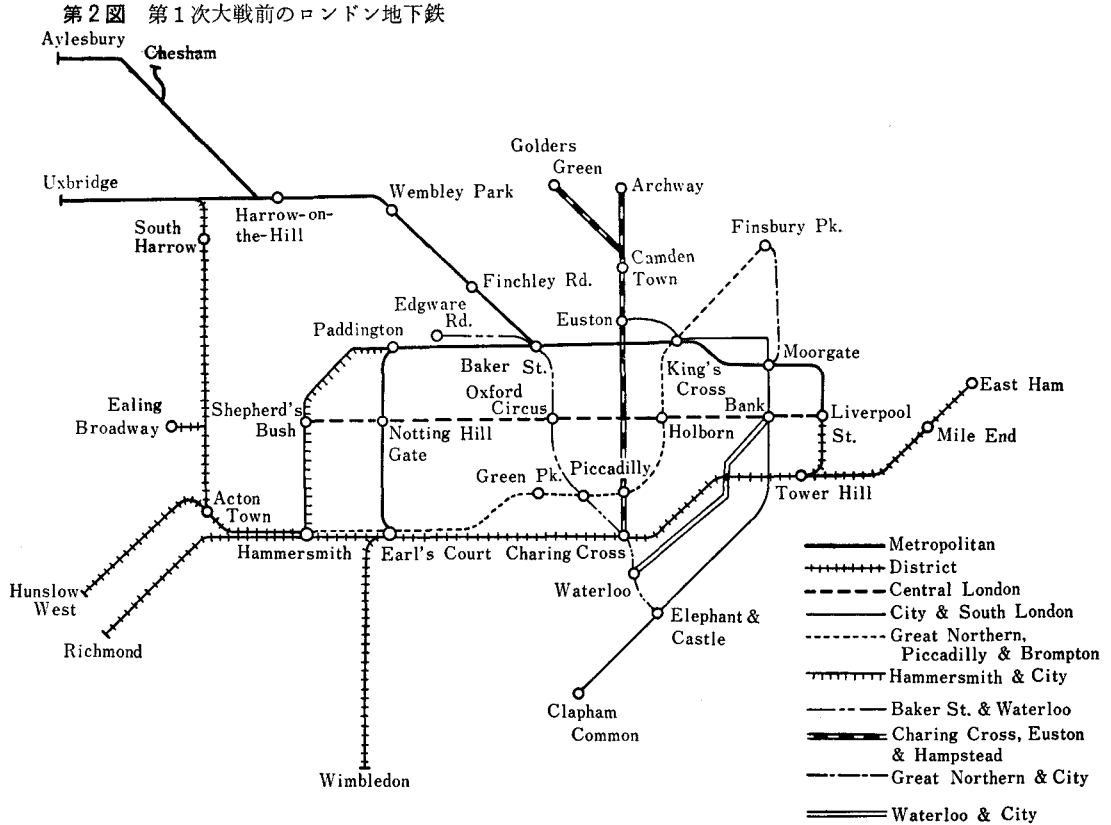 第2図 第1次大戦前のロンドン地下鉄
Aylesbury
Chesham
Golders
Green
Archway
Uxbridge
Harrow-on-
the-Hill
Wembley Park
South
Harrow
Finsbury Pk.
Camden
Town
Finchley Rd.
Edgware
Rd.
Euston
Paddington
Baker St.
King's
Cross
Moorgate
East Ham
Ealing
Broadway
Shepherd's
Bush
Notting Hill
Gate
Oxford
Circus
Holborn
Bank
Liverpool
St.
Mile End
Green Pk.
Piccadilly
Tower Hill
Acton
Town
Hammersmith
Earl's Court
Charing Cross
Hunslow
West
Richmond
Waterloo
Elephant &
Castle
Clapham
Common
Wimbledon
Metropolitan
District
Central London
City & South London
Great Northern,
Piccadilly & Brompton
Hammersmith & City
Baker St. & Waterloo
Charing Cross, Euston
& Hampstead
Great Northern & City
Waterloo & City